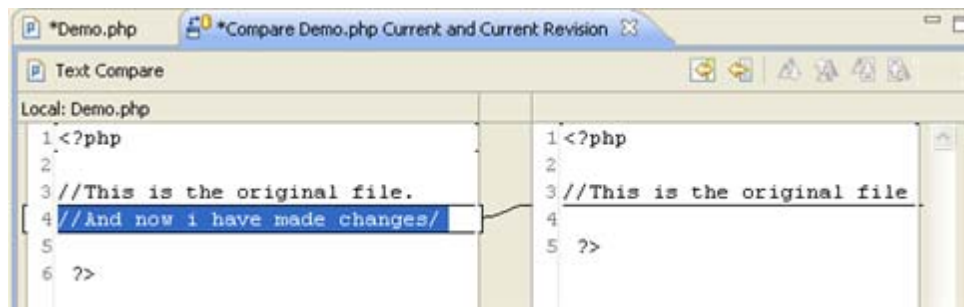 *Demo.php *Compare Demo.php Current and Current Revision
Text Compare
Local: Demo.php
1 <?php
2
3 //This is the original file.
4 //And now i have made changes/
5
6 ?>
1 <?php
2
3 //This is the original file
4
5 ?>